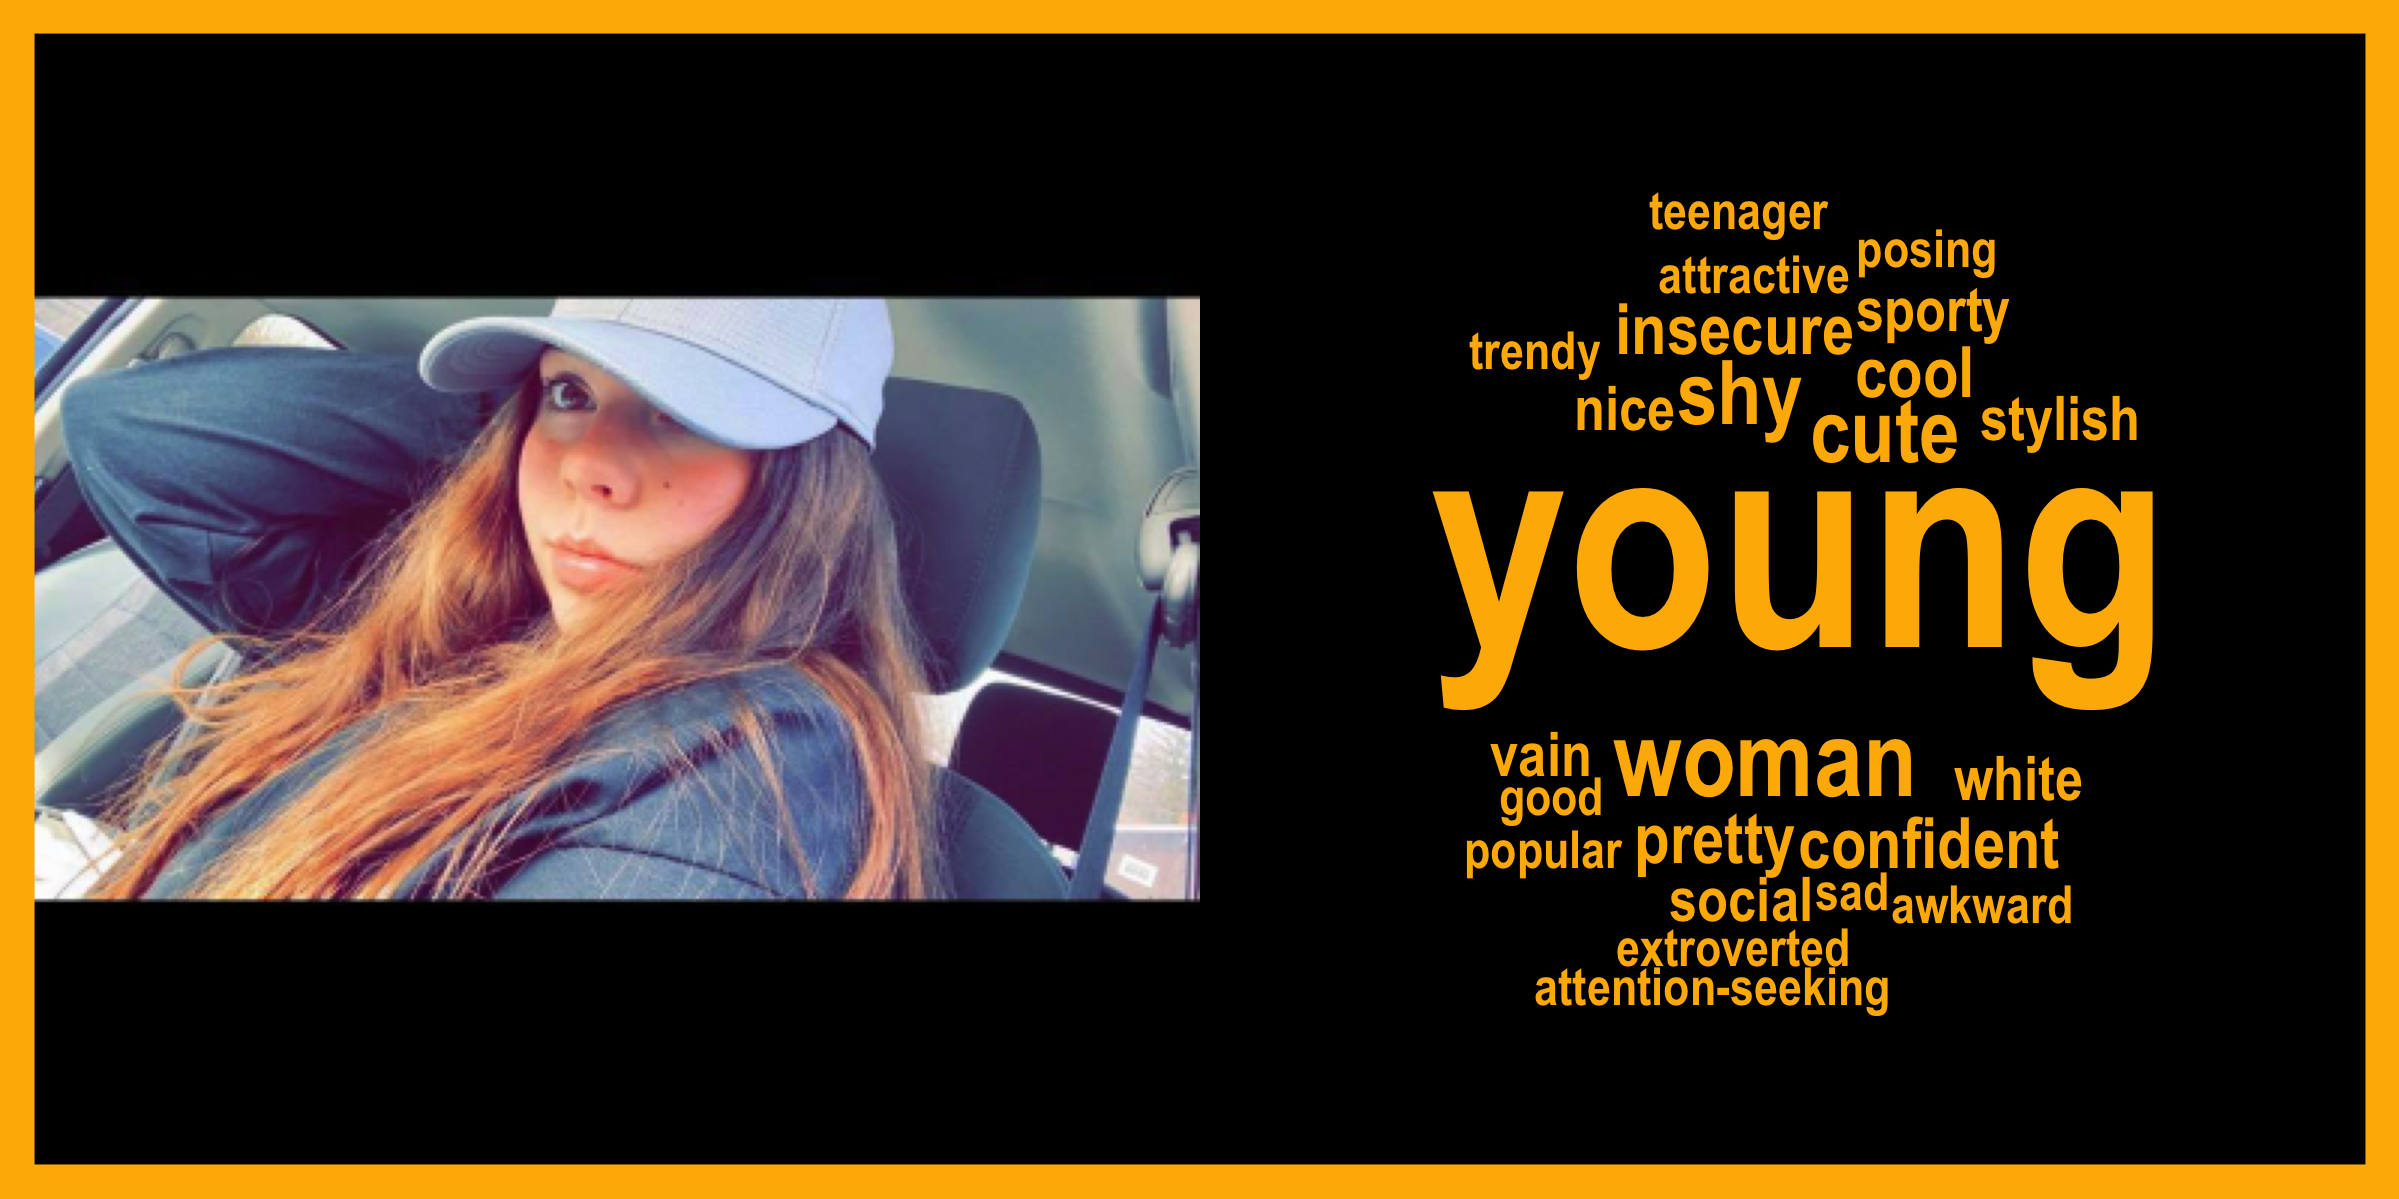 teenager
attractive posing
insecure sporty
trendy
nice shy cool
cute stylish
young
vain woman white
good
popular pretty confident
social sad awkward
extroverted
attention-seeking